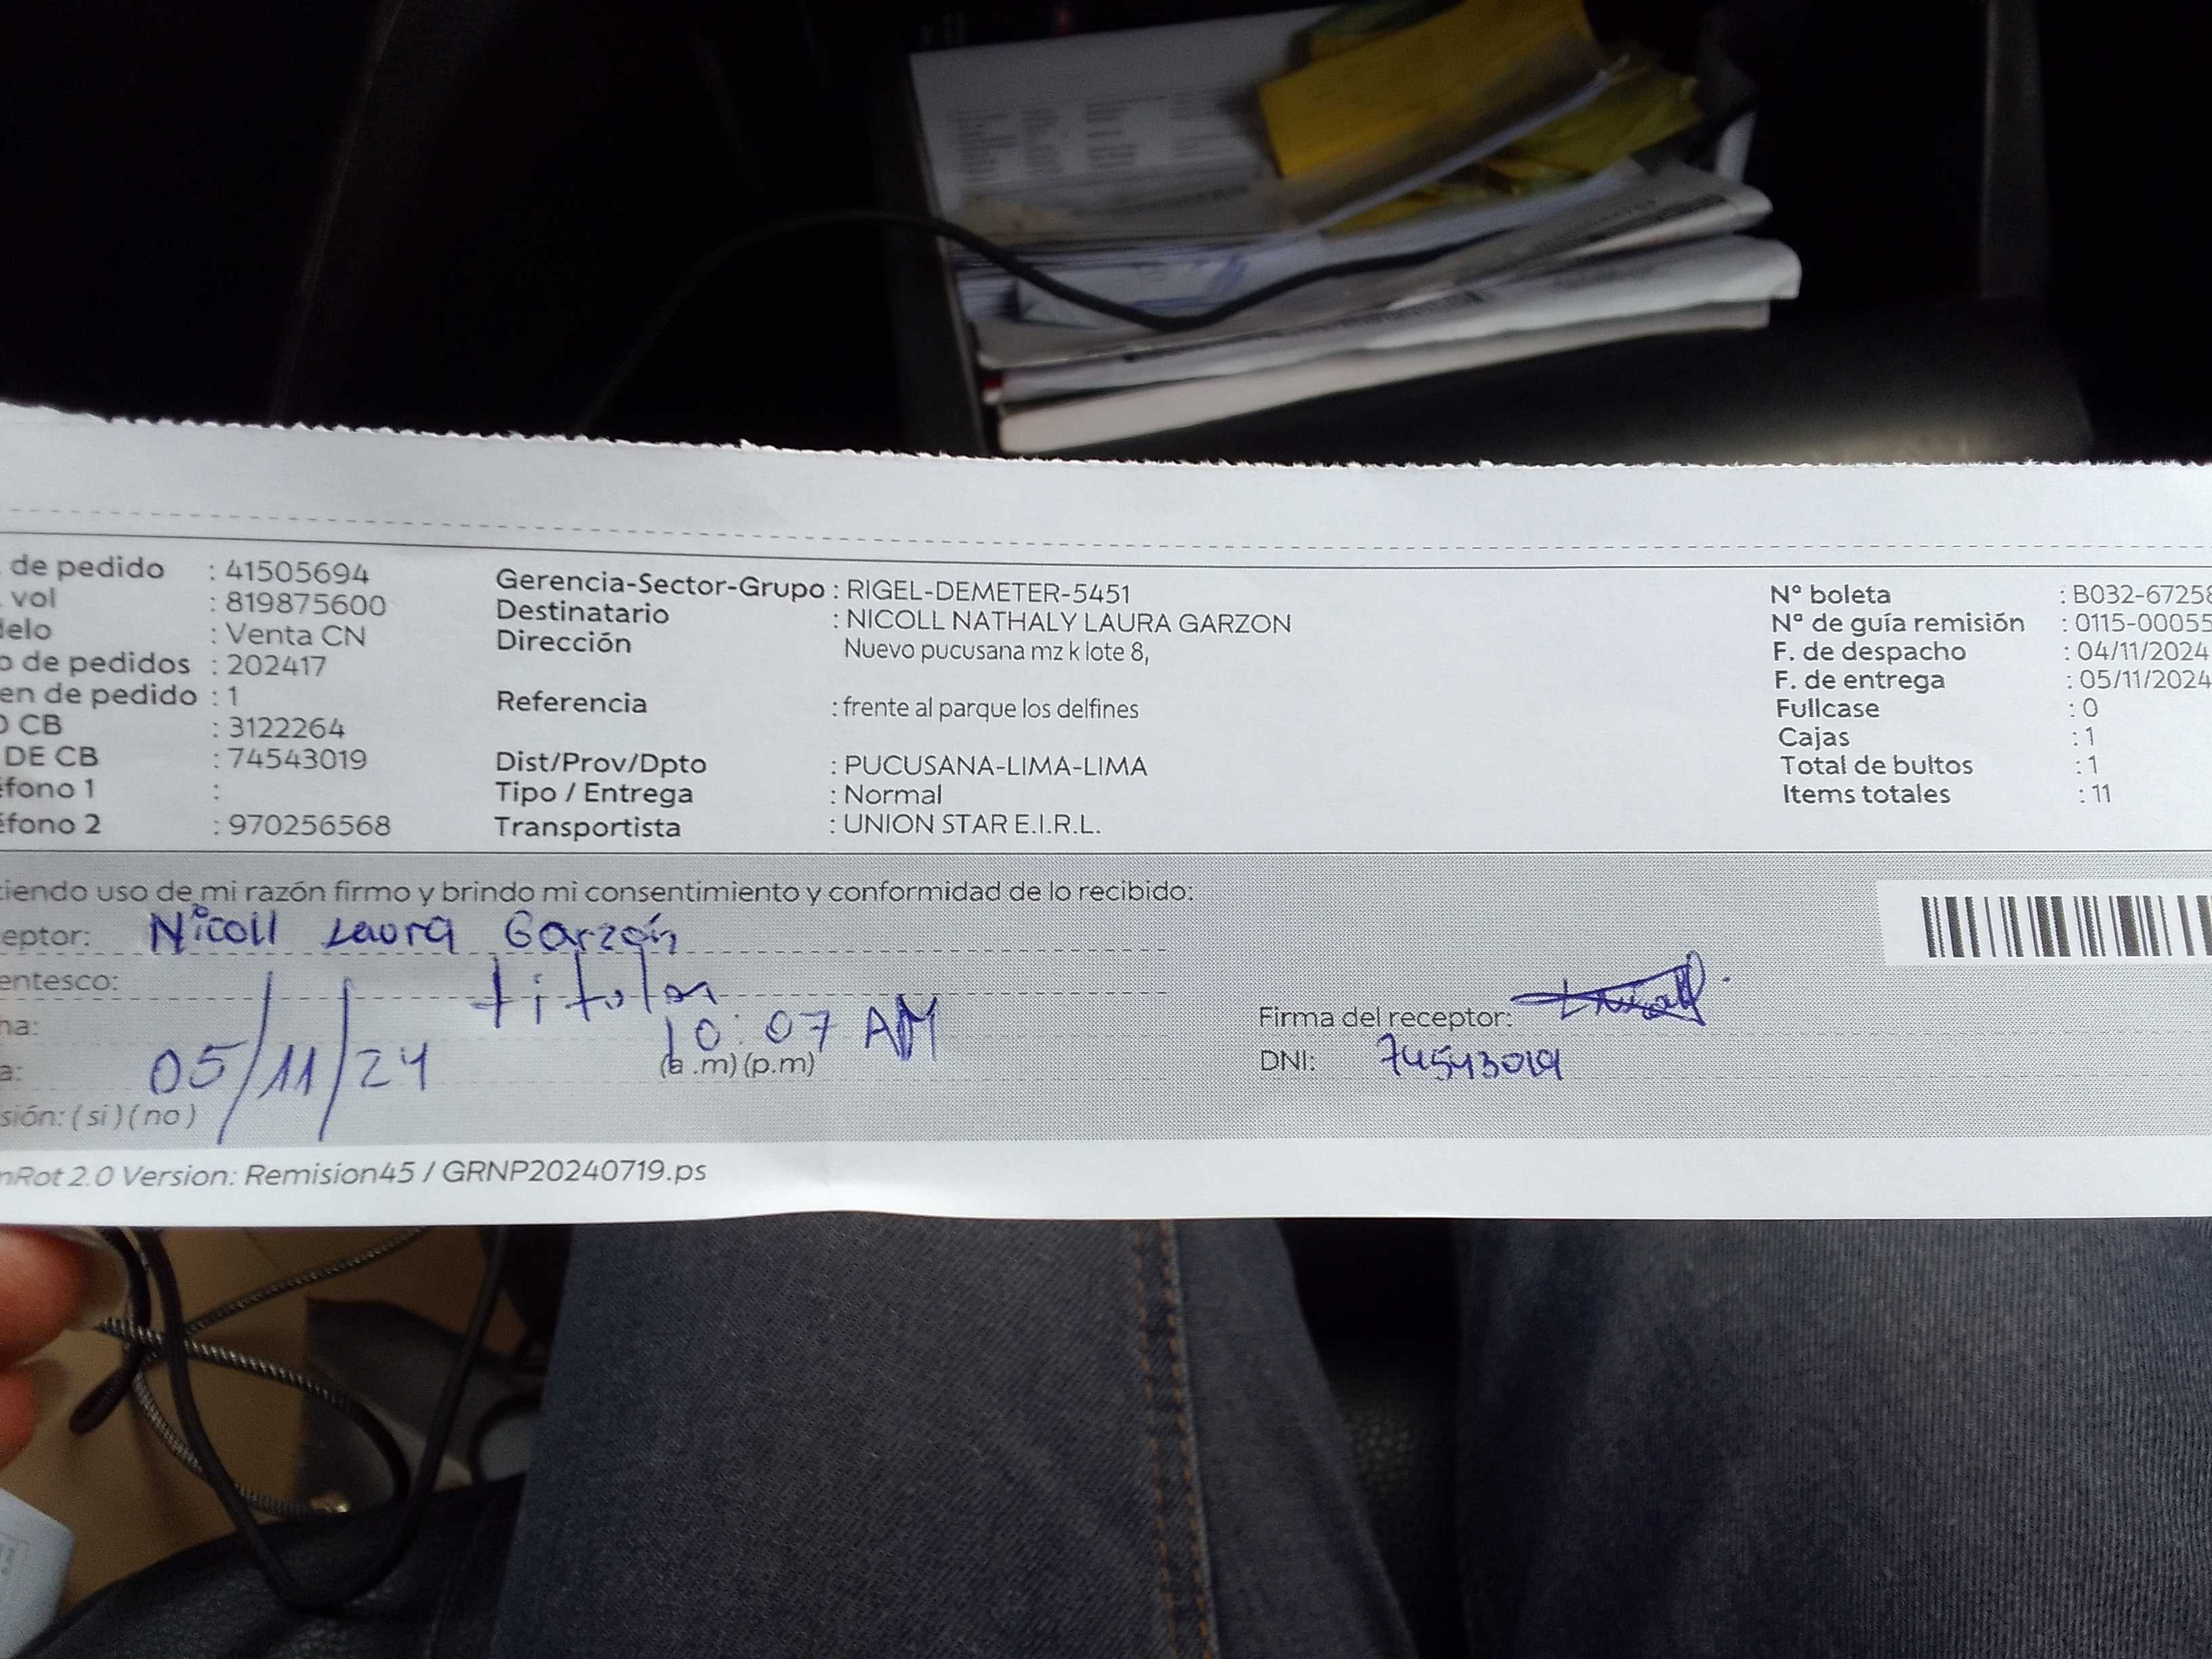 de pedido : 41505694
vol : 819875600
delo : Venta CN
o de pedidos : 202417
en de pedido : 1
O CB : 3122264
DE CB : 74543019
éfono 1 :
éfono 2 : 970256568
Gerencia-Sector-Grupo : RIGEL-DEMETER-5451
Destinatario : NICOLL NATHALY LAURA GARZON
Dirección Nuevo pucusana mz k lote 8,
Referencia : frente al parque los delfines
Dist/Prov/Dpto : PUCUSANA-LIMA-LIMA
Tipo / Entrega : Normal
Transportista : UNION STAR E.I.R.L.
Nº boleta : B032-67258
Nº de guía remisión : 0115-00055
F. de despacho : 04/11/2024
F. de entrega : 05/11/2024
Fullcase : 0
Cajas : 1
Total de bultos : 1
Items totales : 11
iendo uso de mi razón firmo y brindo mi consentimiento y conformidad de lo recibido:
eptor: Nicoll Laura Garzón
entesco: titular
ha: 10:07 AM
a: 05/11/24 (a .m) (p.m)
sión: ( si ) ( no )
Firma del receptor:
DNI: 74543019
nRot 2.0 Version: Remision45 / GRNP20240719.ps